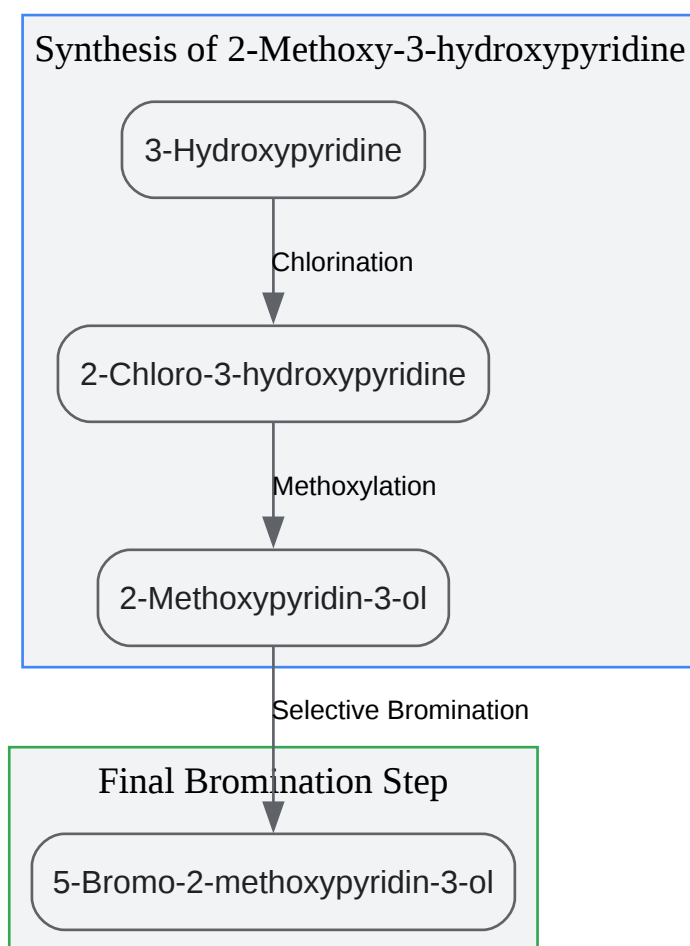 Synthesis of 2-Methoxy-3-hydroxypyridine
3-Hydroxypyridine
Chlorination
2-Chloro-3-hydroxypyridine
Methoxylation
2-Methoxypyridin-3-ol
Selective Bromination
Final Bromination Step
5-Bromo-2-methoxypyridin-3-ol